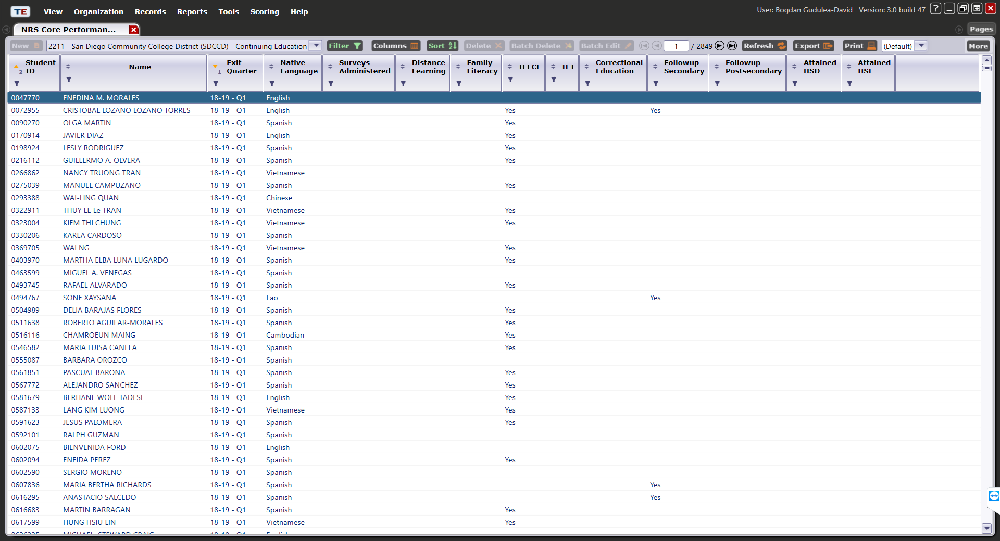 TE View Organization Records Reports Tools Scoring Help User: Bogdan Gudulea-David Version: 3.0 build 47 ?
NRS Core Performan... Pages
New 2211 - San Diego Community College District (SDCCD) - Continuing Education Filter Columns Sort Delete Batch Delete Batch Edit 1 / 2849 Refresh Export Print (Default) More
2 Student ID Name 1 Exit Quarter Native Language Surveys Administered Distance Learning Family Literacy IELCE IET Correctional Education Followup Secondary Followup Postsecondary Attained HSD Attained HSE
0047770 ENEDINA M. MORALES 18-19 - Q1 English
0072955 CRISTOBAL LOZANO LOZANO TORRES 18-19 - Q1 English Yes Yes
0090270 OLGA MARTIN 18-19 - Q1 Spanish Yes
0170914 JAVIER DIAZ 18-19 - Q1 English Yes
0198924 LESLY RODRIGUEZ 18-19 - Q1 Spanish Yes
0216112 GUILLERMO A. OLVERA 18-19 - Q1 Spanish Yes
0266862 NANCY TRUONG TRAN 18-19 - Q1 Vietnamese
0275039 MANUEL CAMPUZANO 18-19 - Q1 Spanish Yes
0293388 WAI-LING QUAN 18-19 - Q1 Chinese
0322911 THUY LE Le TRAN 18-19 - Q1 Vietnamese Yes
0323004 KIEM THI CHUNG 18-19 - Q1 Vietnamese Yes
0330206 KARLA CARDOSO 18-19 - Q1 Spanish
0369705 WAI NG 18-19 - Q1 Vietnamese Yes
0403970 MARTHA ELBA LUNA LUGARDO 18-19 - Q1 Spanish Yes
0463599 MIGUEL A. VENEGAS 18-19 - Q1 Spanish
0493745 RAFAEL ALVARADO 18-19 - Q1 Spanish Yes
0494767 SONE XAYSANA 18-19 - Q1 Lao Yes
0504989 DELIA BARAJAS FLORES 18-19 - Q1 Spanish Yes
0511638 ROBERTO AGUILAR-MORALES 18-19 - Q1 Spanish Yes
0516116 CHAMROEUN MAING 18-19 - Q1 Cambodian Yes
0546582 MARIA LUISA CANELA 18-19 - Q1 Spanish Yes
0555087 BARBARA OROZCO 18-19 - Q1 Spanish
0561851 PASCUAL BARONA 18-19 - Q1 Spanish Yes
0567772 ALEJANDRO SANCHEZ 18-19 - Q1 Spanish Yes
0581679 BERHANE WOLE TADESE 18-19 - Q1 English Yes
0587133 LANG KIM LUONG 18-19 - Q1 Vietnamese Yes
0591623 JESUS PALOMERA 18-19 - Q1 Spanish Yes
0592101 RALPH GUZMAN 18-19 - Q1 Spanish
0602075 BIENVENIDA FORD 18-19 - Q1 English
0602094 ENEIDA PEREZ 18-19 - Q1 Spanish Yes
0602590 SERGIO MORENO 18-19 - Q1 Spanish
0607836 MARIA BERTHA RICHARDS 18-19 - Q1 Spanish Yes
0616295 ANASTACIO SALCEDO 18-19 - Q1 Spanish Yes
0616683 MARTIN BARRAGAN 18-19 - Q1 Spanish Yes
0617599 HUNG HSIU LIN 18-19 - Q1 Vietnamese Yes